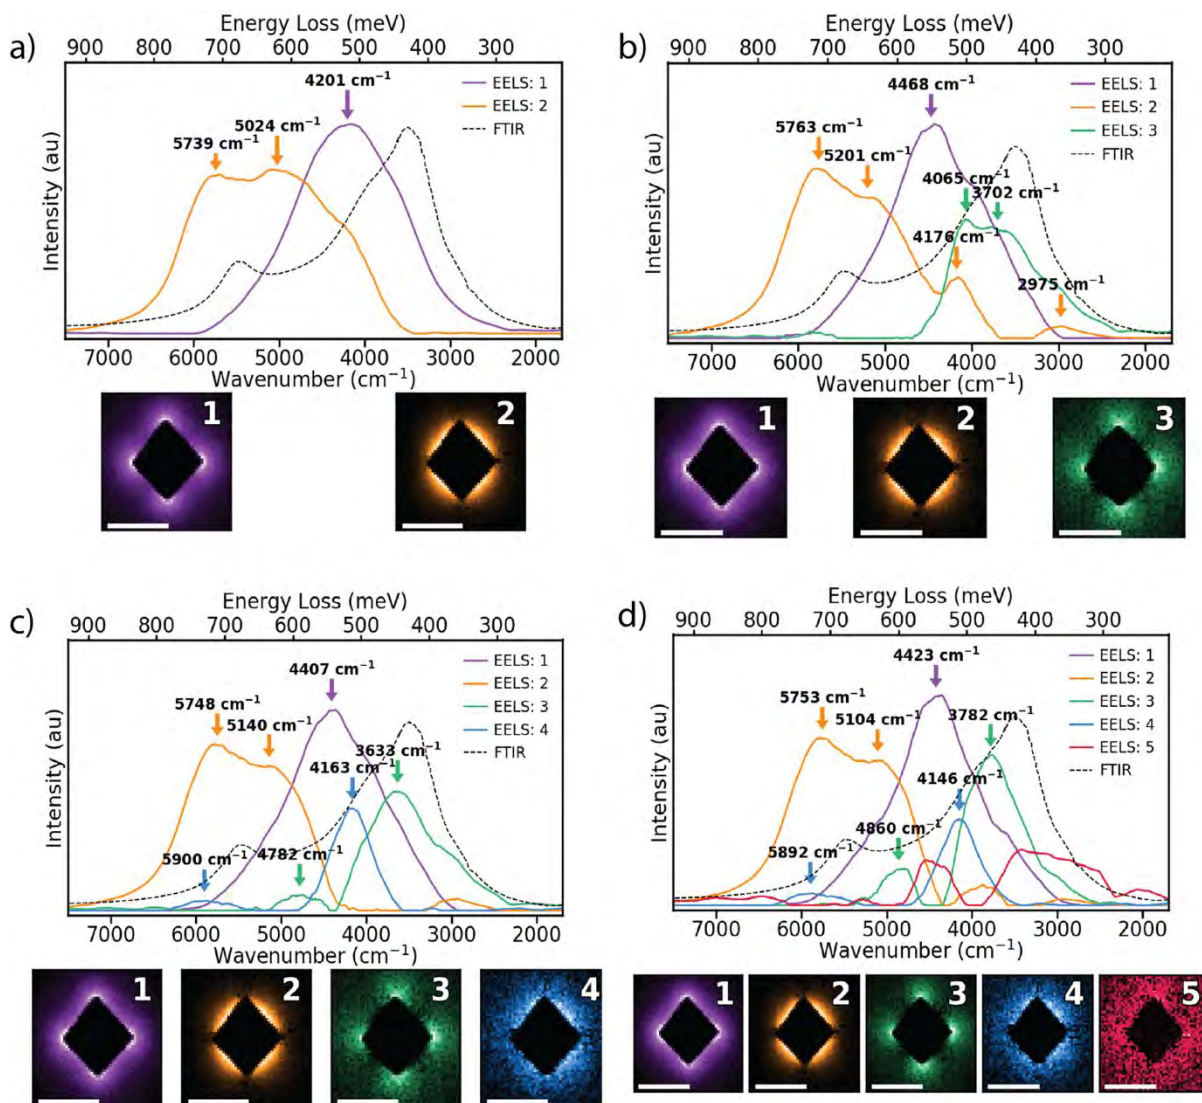 a)
Energy Loss (meV)
900 800 700 600 500 400 300
4201 cm⁻¹
5024 cm⁻¹
5739 cm⁻¹
EELS: 1
EELS: 2
FTIR
Intensity (au)
7000 6000 5000 4000 3000 2000
Wavenumber (cm⁻¹)
1 2
b)
Energy Loss (meV)
900 800 700 600 500 400 300
4468 cm⁻¹
5763 cm⁻¹
5201 cm⁻¹
4065 cm⁻¹
3702 cm⁻¹
4176 cm⁻¹
2975 cm⁻¹
EELS: 1
EELS: 2
EELS: 3
FTIR
Intensity (au)
7000 6000 5000 4000 3000 2000
Wavenumber (cm⁻¹)
1 2 3
c)
Energy Loss (meV)
900 800 700 600 500 400 300
4407 cm⁻¹
5748 cm⁻¹
5140 cm⁻¹
3633 cm⁻¹
4163 cm⁻¹
5900 cm⁻¹
4782 cm⁻¹
EELS: 1
EELS: 2
EELS: 3
EELS: 4
FTIR
Intensity (au)
7000 6000 5000 4000 3000 2000
Wavenumber (cm⁻¹)
1 2 3 4
d)
Energy Loss (meV)
900 800 700 600 500 400 300
4423 cm⁻¹
5753 cm⁻¹
5104 cm⁻¹
3782 cm⁻¹
4146 cm⁻¹
4860 cm⁻¹
5892 cm⁻¹
EELS: 1
EELS: 2
EELS: 3
EELS: 4
EELS: 5
FTIR
Intensity (au)
7000 6000 5000 4000 3000 2000
Wavenumber (cm⁻¹)
1 2 3 4 5